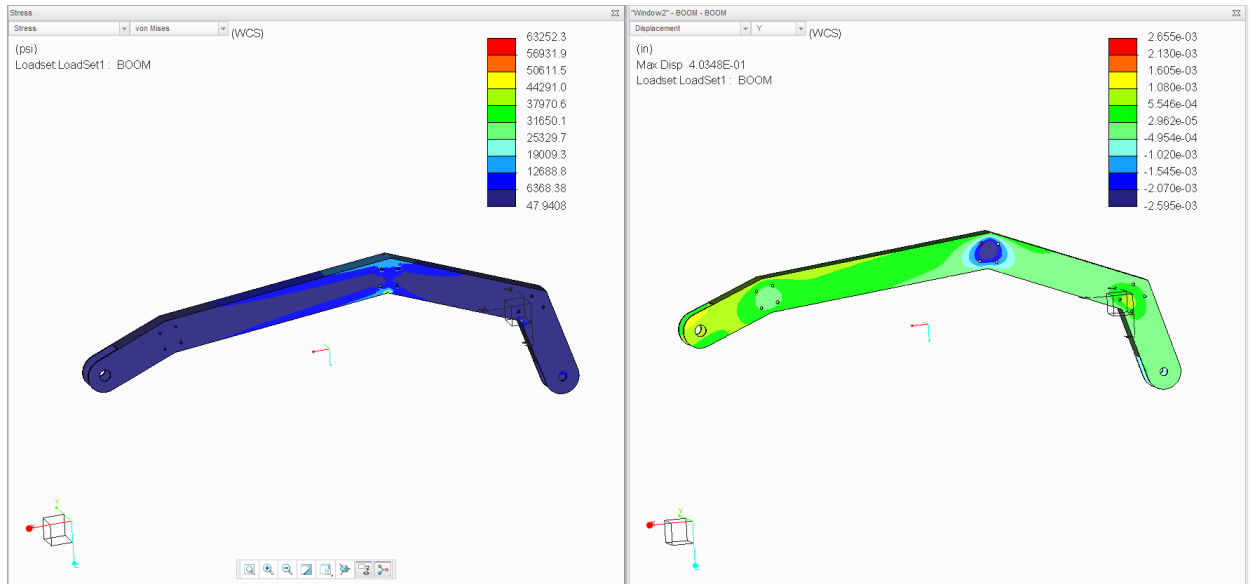 Stress
Stress von Mises (WCS)
(psi)
Loadset:LoadSet1 : BOOM
63252.3
56931.9
50611.5
44291.0
37970.6
31650.1
25329.7
19009.3
12688.8
6368.38
47.9408
"Window2" - BOOM - BOOM
Displacement Y (WCS)
(in)
Max Disp 4.0348E-01
Loadset:LoadSet1 : BOOM
2.655e-03
2.130e-03
1.605e-03
1.080e-03
5.546e-04
2.962e-05
-4.954e-04
-1.020e-03
-1.545e-03
-2.070e-03
-2.595e-03
Y
X
Y